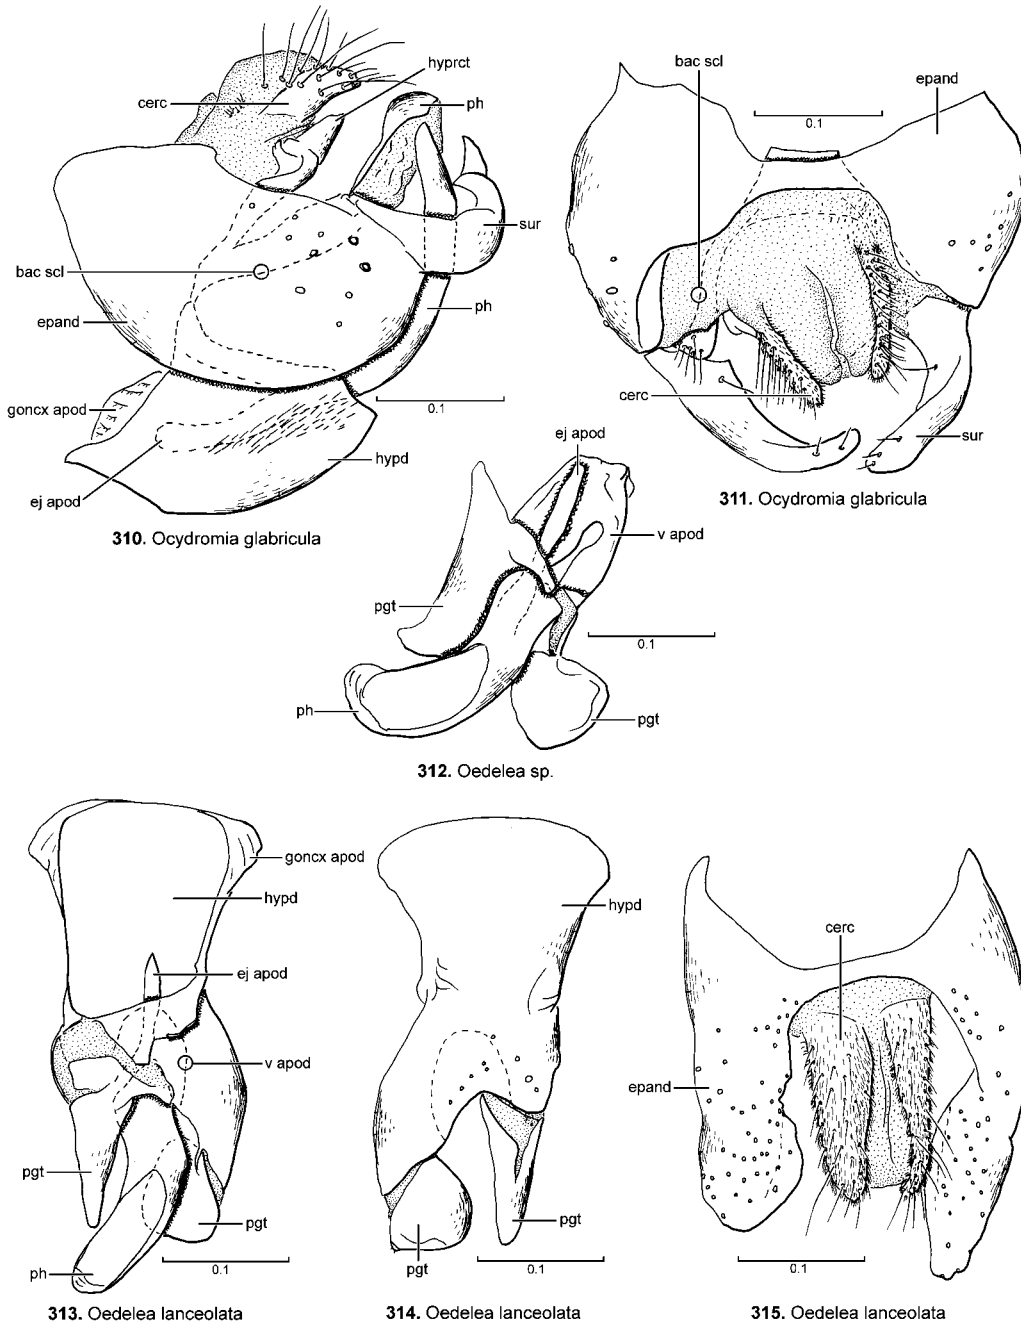 hyprct
cerc
ph
sur
bac scl
epand
ph
goncx apod
0.1
hypd
ej apod
310. Ocydromia glabricula
bac scl
epand
0.1
cerc
sur
311. Ocydromia glabricula
ej apod
v apod
pgt
0.1
ph
pgt
312. Oedelea sp.
goncx apod
hypd
ej apod
v apod
pgt
pgt
0.1
ph
313. Oedelea lanceolata
hypd
pgt
pgt
0.1
314. Oedelea lanceolata
cerc
epand
0.1
315. Oedelea lanceolata